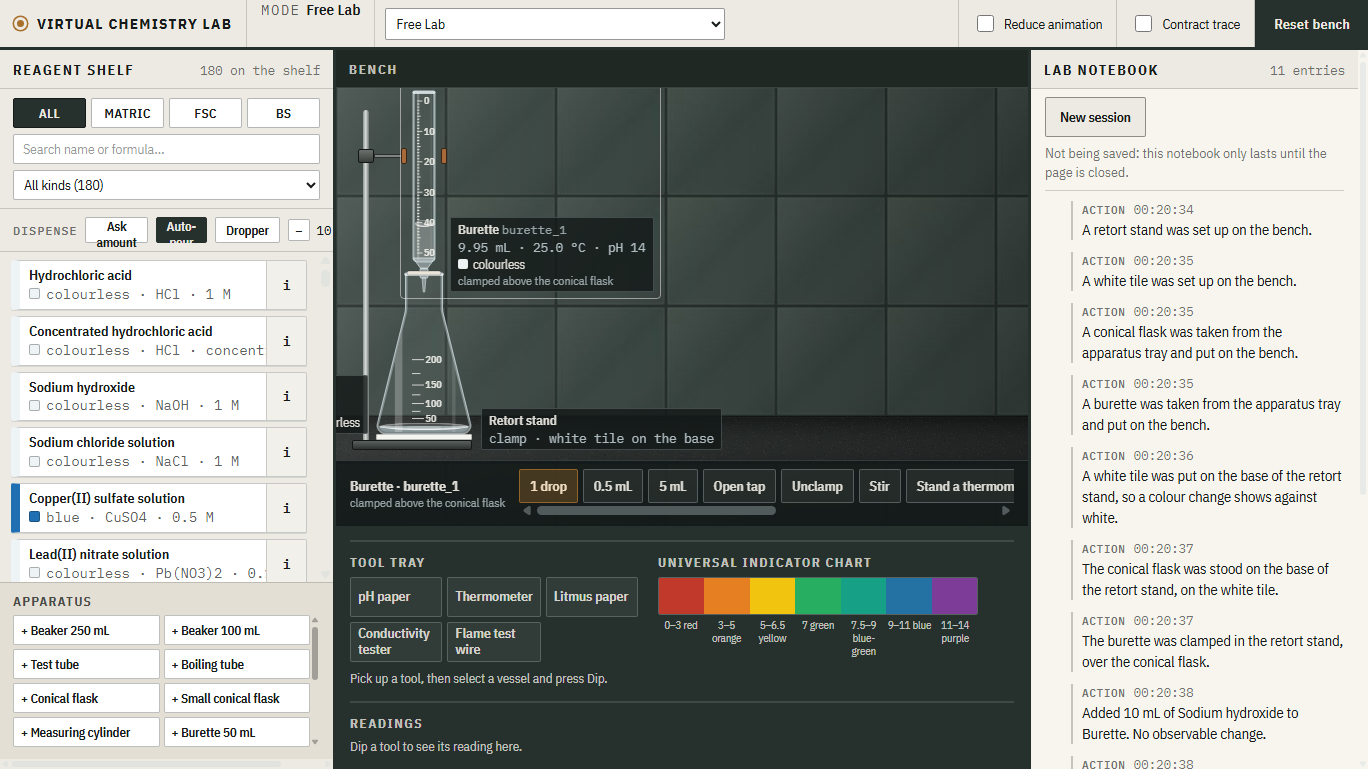 VIRTUAL CHEMISTRY LAB
MODE Free Lab
Free Lab
Reduce animation
Contract trace
Reset bench
REAGENT SHELF
180 on the shelf
ALL
MATRIC
FSC
BS
Search name or formula...
All kinds (180)
DISPENSE
Ask amount
Auto-pour
Dropper
−
10
Hydrochloric acid
colourless · HCl · 1 M
i
Concentrated hydrochloric acid
colourless · HCl · concent
i
Sodium hydroxide
colourless · NaOH · 1 M
i
Sodium chloride solution
colourless · NaCl · 1 M
i
Copper(II) sulfate solution
blue · CuSO4 · 0.5 M
i
Lead(II) nitrate solution
colourless · Pb(NO3)2 · 0.
i
APPARATUS
+ Beaker 250 mL
+ Beaker 100 mL
+ Test tube
+ Boiling tube
+ Conical flask
+ Small conical flask
+ Measuring cylinder
+ Burette 50 mL
BENCH
0
10
20
30
40
50
Burette burette_1
9.95 mL · 25.0 °C · pH 14
colourless
clamped above the conical flask
200
150
100
50
rless
Retort stand
clamp · white tile on the base
Burette - burette_1
clamped above the conical flask
1 drop
0.5 mL
5 mL
Open tap
Unclamp
Stir
Stand a thermom
TOOL TRAY
pH paper
Thermometer
Litmus paper
Conductivity
tester
Flame test
wire
Pick up a tool, then select a vessel and press Dip.
UNIVERSAL INDICATOR CHART
0–3 red
3–5
orange
5–6.5
yellow
7 green
7.5–9
blue-
green
9–11 blue
11–14
purple
READINGS
Dip a tool to see its reading here.
LAB NOTEBOOK
11 entries
New session
Not being saved: this notebook only lasts until the
page is closed.
ACTION 00:20:34
A retort stand was set up on the bench.
ACTION 00:20:35
A white tile was set up on the bench.
ACTION 00:20:35
A conical flask was taken from the
apparatus tray and put on the bench.
ACTION 00:20:35
A burette was taken from the apparatus tray
and put on the bench.
ACTION 00:20:36
A white tile was put on the base of the retort
stand, so a colour change shows against
white.
ACTION 00:20:37
The conical flask was stood on the base of
the retort stand, on the white tile.
ACTION 00:20:37
The burette was clamped in the retort stand,
over the conical flask.
ACTION 00:20:38
Added 10 mL of Sodium hydroxide to
Burette. No observable change.
ACTION 00:20:38